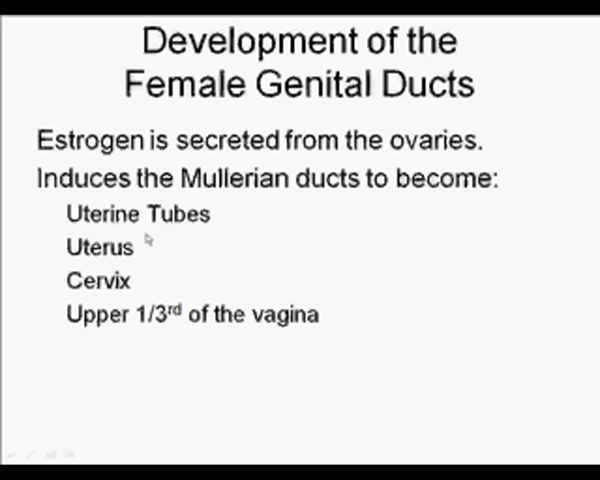 Development of the
Female Genital Ducts
Estrogen is secreted from the ovaries.
Induces the Mullerian ducts to become:
Uterine Tubes
Uterus
Cervix
Upper 1/3rd of the vagina